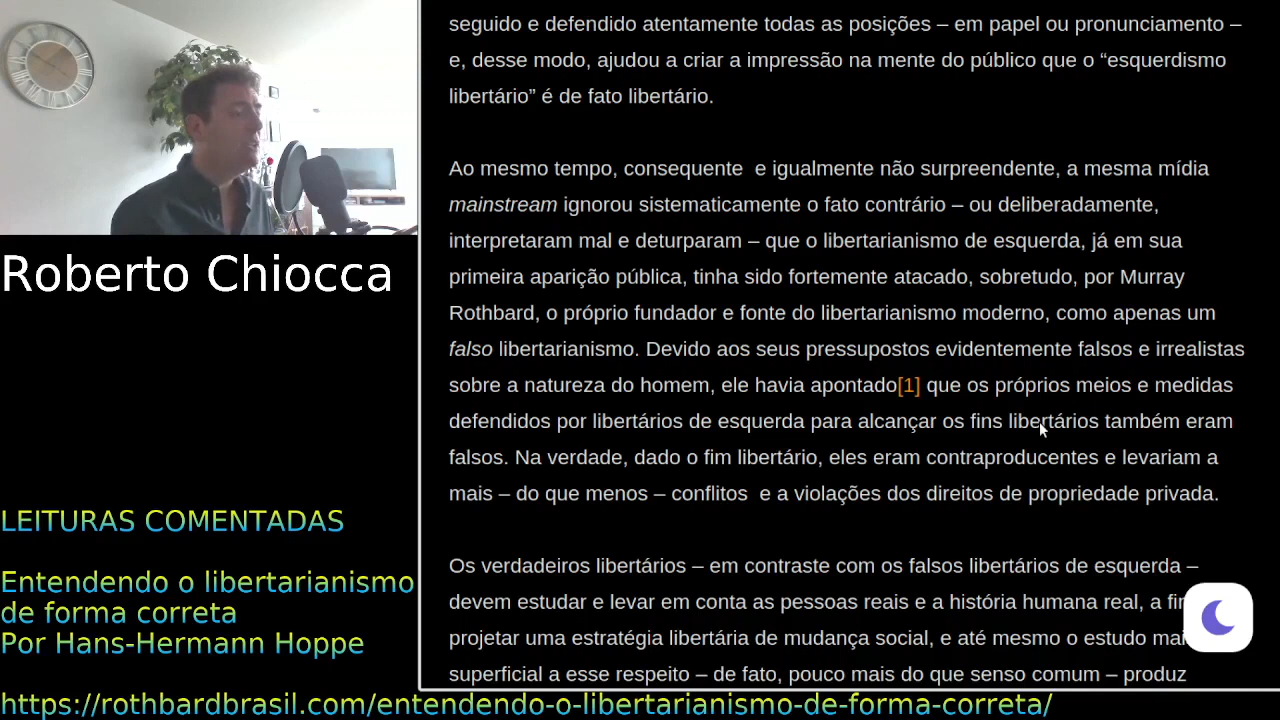 seguido e defendido atentamente todas as posições – em papel ou pronunciamento –
e, desse modo, ajudou a criar a impressão na mente do público que o “esquerdismo
libertário” é de fato libertário.
Ao mesmo tempo, consequente  e igualmente não surpreendente, a mesma mídia
mainstream ignorou sistematicamente o fato contrário – ou deliberadamente,
interpretaram mal e deturparam – que o libertarianismo de esquerda, já em sua
primeira aparição pública, tinha sido fortemente atacado, sobretudo, por Murray
Rothbard, o próprio fundador e fonte do libertarianismo moderno, como apenas um
falso libertarianismo. Devido aos seus pressupostos evidentemente falsos e irrealistas
sobre a natureza do homem, ele havia apontado[1] que os próprios meios e medidas
defendidos por libertários de esquerda para alcançar os fins libertários também eram
falsos. Na verdade, dado o fim libertário, eles eram contraproducentes e levariam a
mais – do que menos – conflitos  e a violações dos direitos de propriedade privada.
Os verdadeiros libertários – em contraste com os falsos libertários de esquerda –
devem estudar e levar em conta as pessoas reais e a história humana real, a
projetar uma estratégia libertária de mudança social, e até mesmo o estudo
superficial a esse respeito – de fato, pouco mais do que senso comum – produz
Roberto Chiocca
LEITURAS COMENTADAS
Entendendo o libertarianismo
de forma correta
Por Hans-Hermann Hoppe
https://rothbardbrasil.com/entendendo-o-libertarianismo-de-forma-correta/